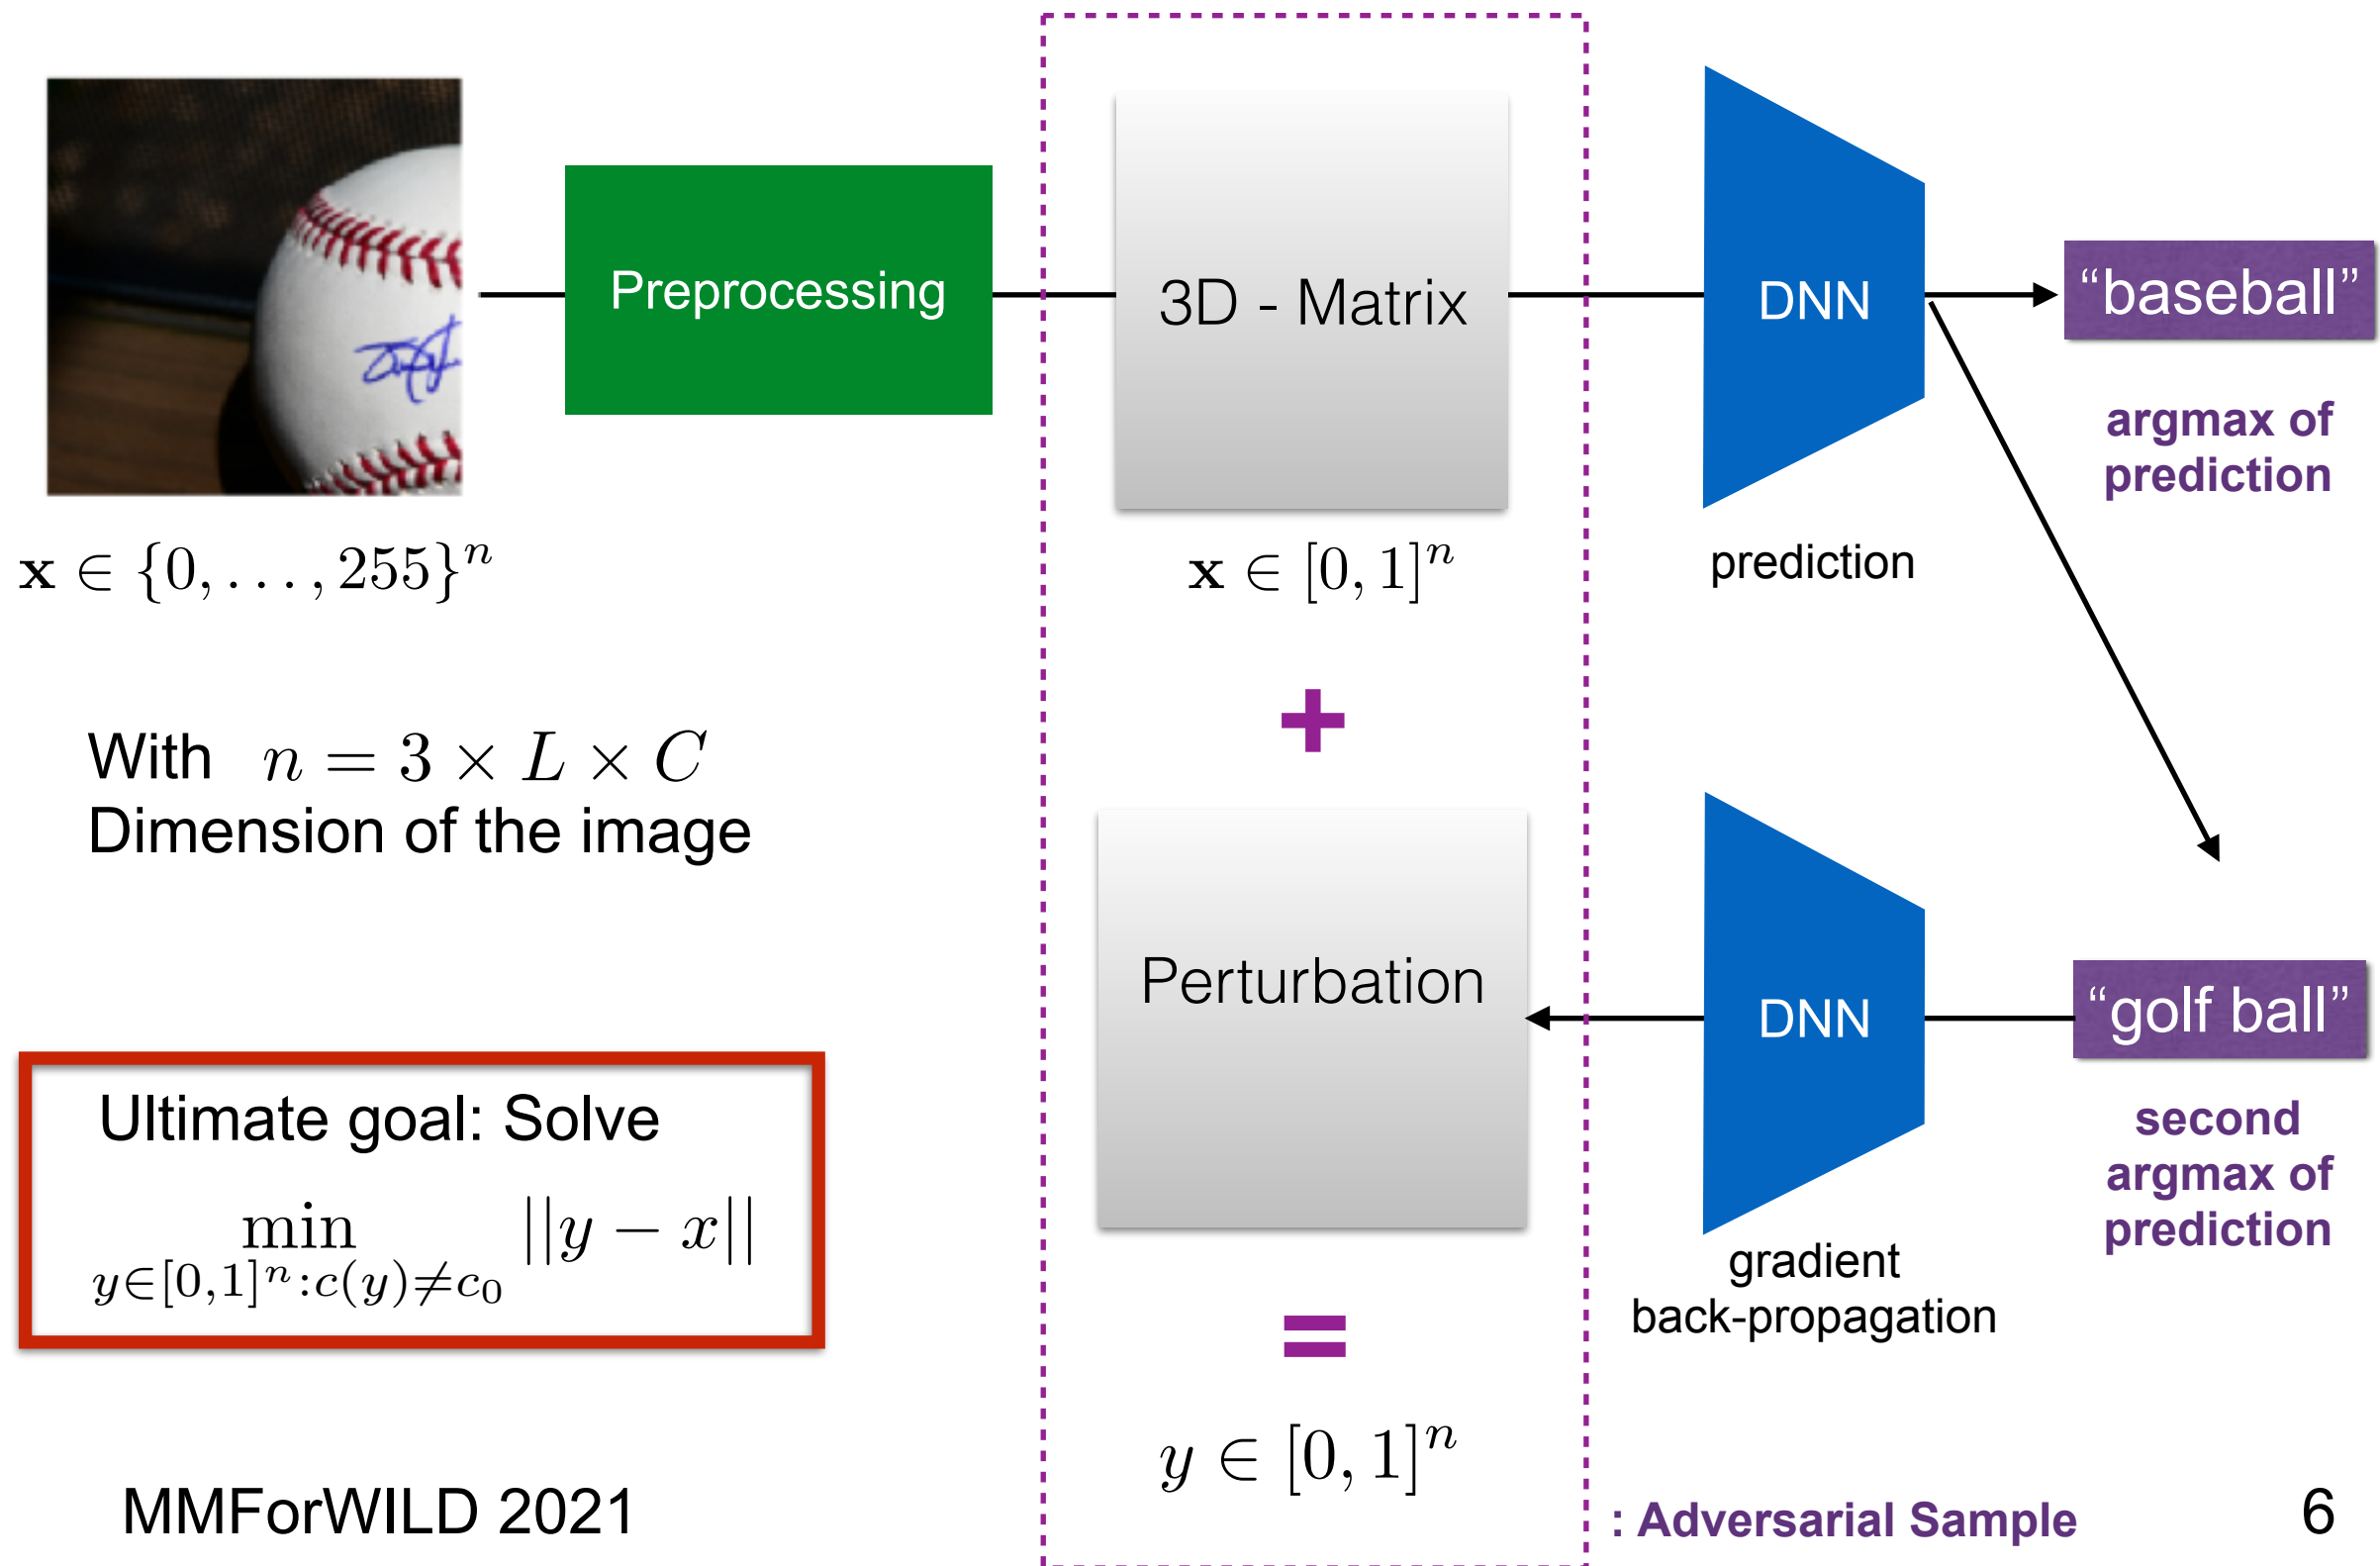 Preprocessing
3D - Matrix
DNN
“baseball”
argmax of
prediction
x ∈ {0, . . . , 255}ⁿ
x ∈ [0, 1]ⁿ
prediction
+
With n = 3 × L × C
Dimension of the image
Perturbation
DNN
“golf ball”
second
argmax of
prediction
gradient
back-propagation
Ultimate goal: Solve
min ||y − x||
y∈[0,1]ⁿ:c(y)≠c₀
=
y ∈ [0, 1]ⁿ
MMForWILD 2021
: Adversarial Sample
6